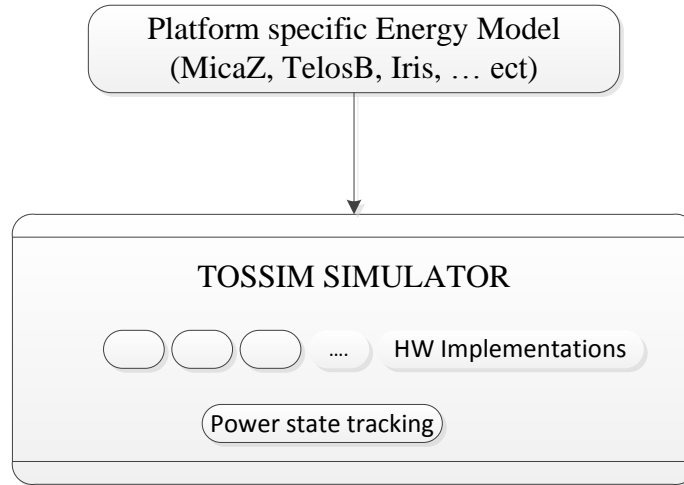 Platform specific Energy Model
(MicaZ, TelosB, Iris, … ect)
TOSSIM SIMULATOR
…. HW Implementations
Power state tracking